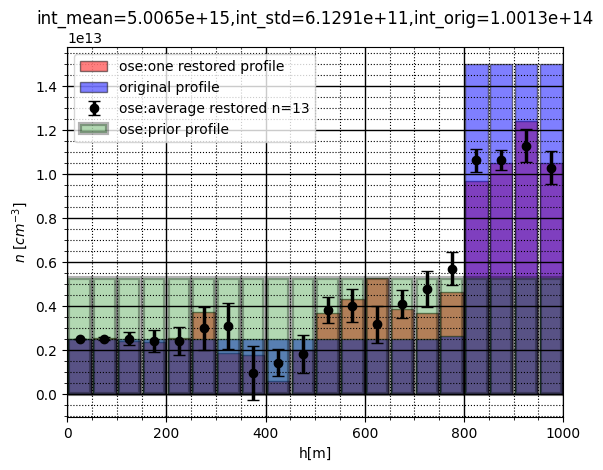 int_mean=5.0065e+15,int_std=6.1291e+11,int_orig=1.0013e+14
1e13
ose:one restored profile
original profile
ose:average restored n=13
ose:prior profile
1.4
1.2
1.0
0.8
0.6
0.4
0.2
0.0
n [cm⁻³]
0 200 400 600 800 1000
h[m]